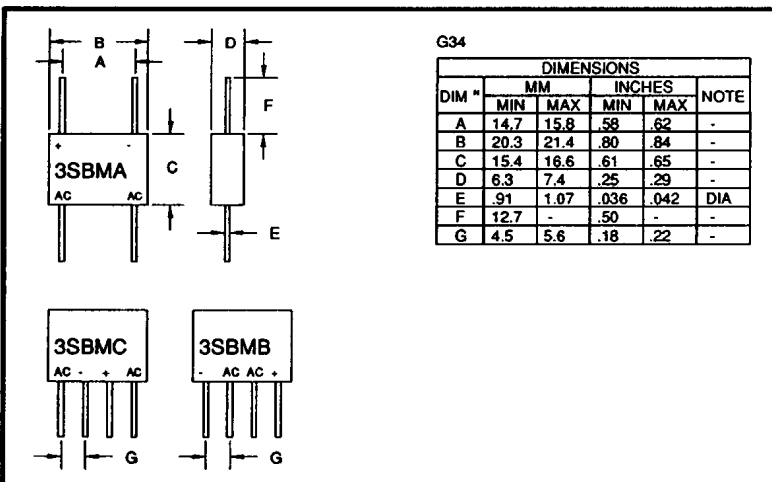 B
A
D
F
+ -
3SBMA
AC AC
C
E
3SBMC
AC - + AC
G
3SBMB
- AC AC +
G
G34
DIMENSIONS
DIM " MM INCHES NOTE
MIN MAX MIN MAX
A 14.7 15.8 .58 .62 -
B 20.3 21.4 .80 .84 -
C 15.4 16.6 .61 .65 -
D 6.3 7.4 .25 .29 -
E .91 1.07 .036 .042 DIA
F 12.7 - .50 - -
G 4.5 5.6 .18 .22 -